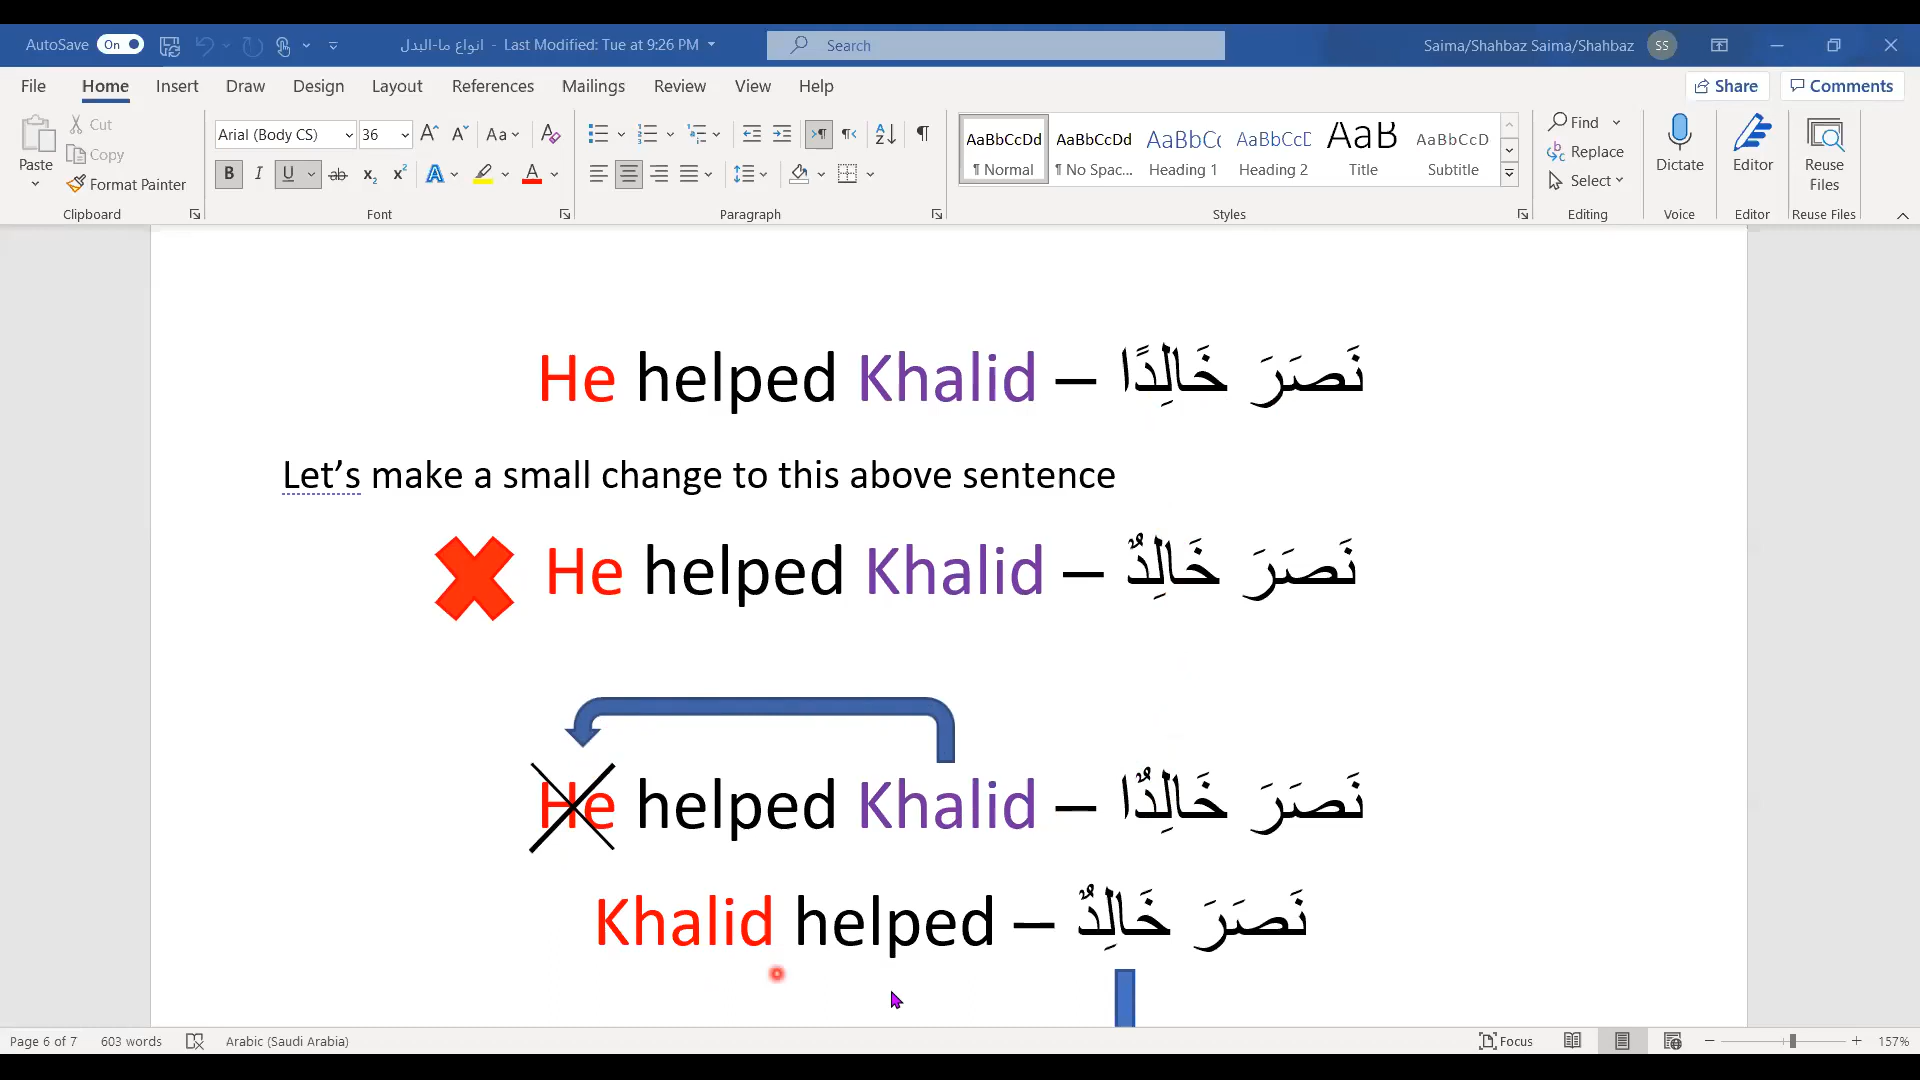 AutoSave On انواع ما-البدل - Last Modified: Tue at 9:26 PM Search Saima/Shahbaz Saima/Shahbaz SS
File Home Insert Draw Design Layout References Mailings Review View Help Share Comments
Paste Cut Copy Format Painter Clipboard
Arial (Body CS) 36 Font
Paragraph
AaBbCcDd ¶ Normal
AaBbCcDd ¶ No Spac...
AaBbCc Heading 1
AaBbCcD Heading 2
AaB Title
AaBbCcD Subtitle
Styles
Find Replace Select Editing
Dictate Voice
Editor Editor
Reuse Files Reuse Files
He helped Khalid – نَصَرَ خَالِدًا
Let's make a small change to this above sentence
He helped Khalid – نَصَرَ خَالِدٌ
He helped Khalid – نَصَرَ خَالِدٌا
Khalid helped – نَصَرَ خَالِدٌ
Page 6 of 7 603 words Arabic (Saudi Arabia) Focus 157%